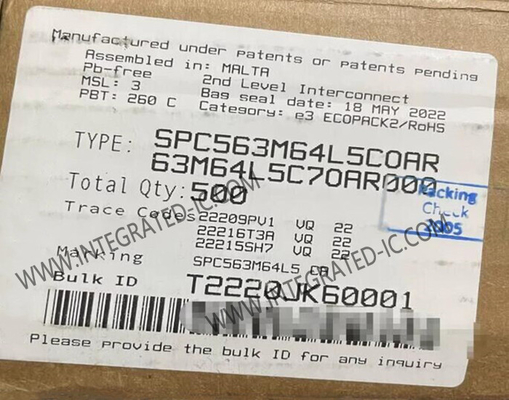 Manufactured under patents or patents pending
Assembled in: MALTA
Pb-free 2nd Level Interconnect
MSL: 3 Bag seal date: 18 MAY 2022
PBT: 260 C Category: e3 ECOPACK2/RoHS
TYPE: SPC563M64L5COAR
63M64L5C70AR000
Total Qty: 500
Trace Codes 22209PV1 VQ 22
22216T3A VQ 22
22215SH7 VQ 22
Marking SPC563M64L5
Bulk ID T2220JK60001
Please provide the bulk ID for any inquiry
Packing
Check
WWW.INTEGRATED-IC.COM
WWW.INTEGRATED-IC.COM